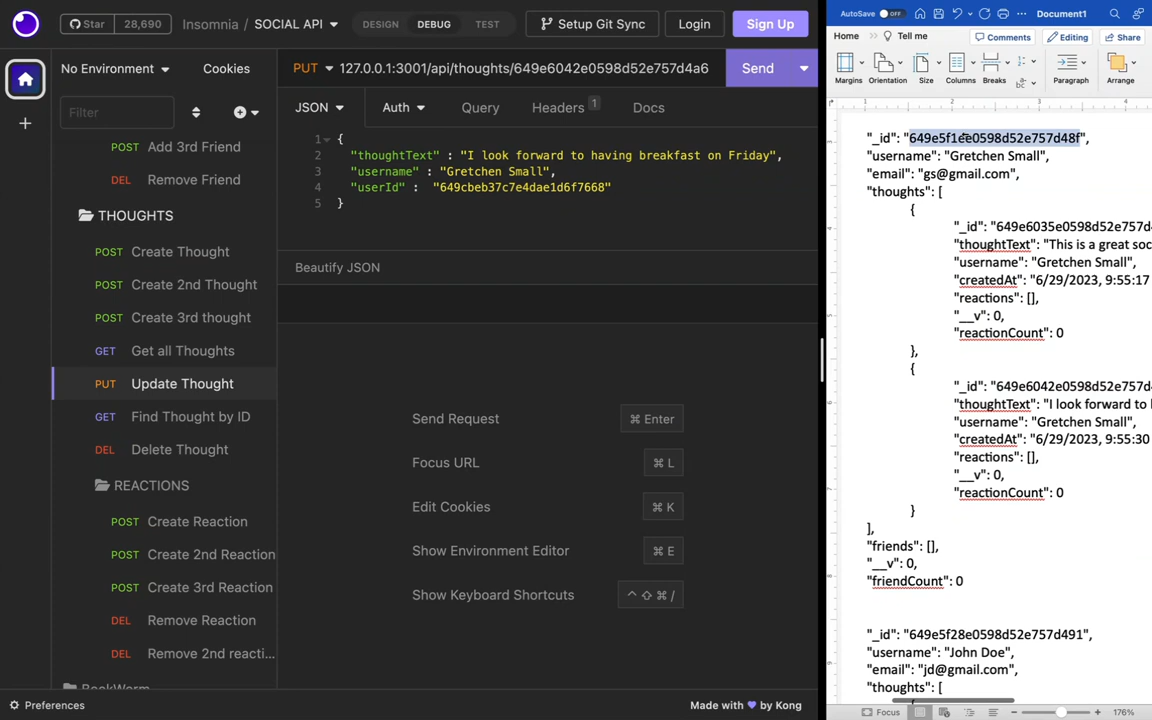 Star 28,690
Insomnia / SOCIAL API
DESIGN DEBUG TEST
Setup Git Sync
Login
Sign Up
No Environment
Cookies
Filter
POST Add 3rd Friend
DEL Remove Friend
THOUGHTS
POST Create Thought
POST Create 2nd Thought
POST Create 3rd thought
GET Get all Thoughts
PUT Update Thought
GET Find Thought by ID
DEL Delete Thought
REACTIONS
POST Create Reaction
POST Create 2nd Reaction
POST Create 3rd Reaction
DEL Remove Reaction
DEL Remove 2nd reacti...
BookWorm
Preferences
PUT 127.0.0.1:3001/api/thoughts/649e6042e0598d52e757d4a6
Send
JSON Auth Query Headers 1 Docs
1 {
2 "thoughtText" : "I look forward to having breakfast on Friday",
3 "username" : "Gretchen Small",
4 "userId" : "649cbeb37c7e4dae1d6f7668"
5 }
Beautify JSON
Send Request ⌘ Enter
Focus URL ⌘ L
Edit Cookies ⌘ K
Show Environment Editor ⌘ E
Show Keyboard Shortcuts ^ ⇧ ⌘ /
Made with by Kong
AutoSave OFF
Document1
Home Tell me Comments Editing Share
Margins Orientation Size Columns Breaks Paragraph Arrange
2 3 4
"_id": "649e5f1ee0598d52e757d48f",
"username": "Gretchen Small",
"email": "gs@gmail.com",
"thoughts": [
{
"_id": "649e6035e0598d52e757d4
"thoughtText": "This is a great soc
"username": "Gretchen Small",
"createdAt": "6/29/2023, 9:55:17
"reactions": [],
"__v": 0,
"reactionCount": 0
},
{
"_id": "649e6042e0598d52e757d4
"thoughtText": "I look forward to
"username": "Gretchen Small",
"createdAt": "6/29/2023, 9:55:30
"reactions": [],
"__v": 0,
"reactionCount": 0
}
],
"friends": [],
"__v": 0,
"friendCount": 0
"_id": "649e5f28e0598d52e757d491",
"username": "John Doe",
"email": "jd@gmail.com",
"thoughts": [
Focus
176%